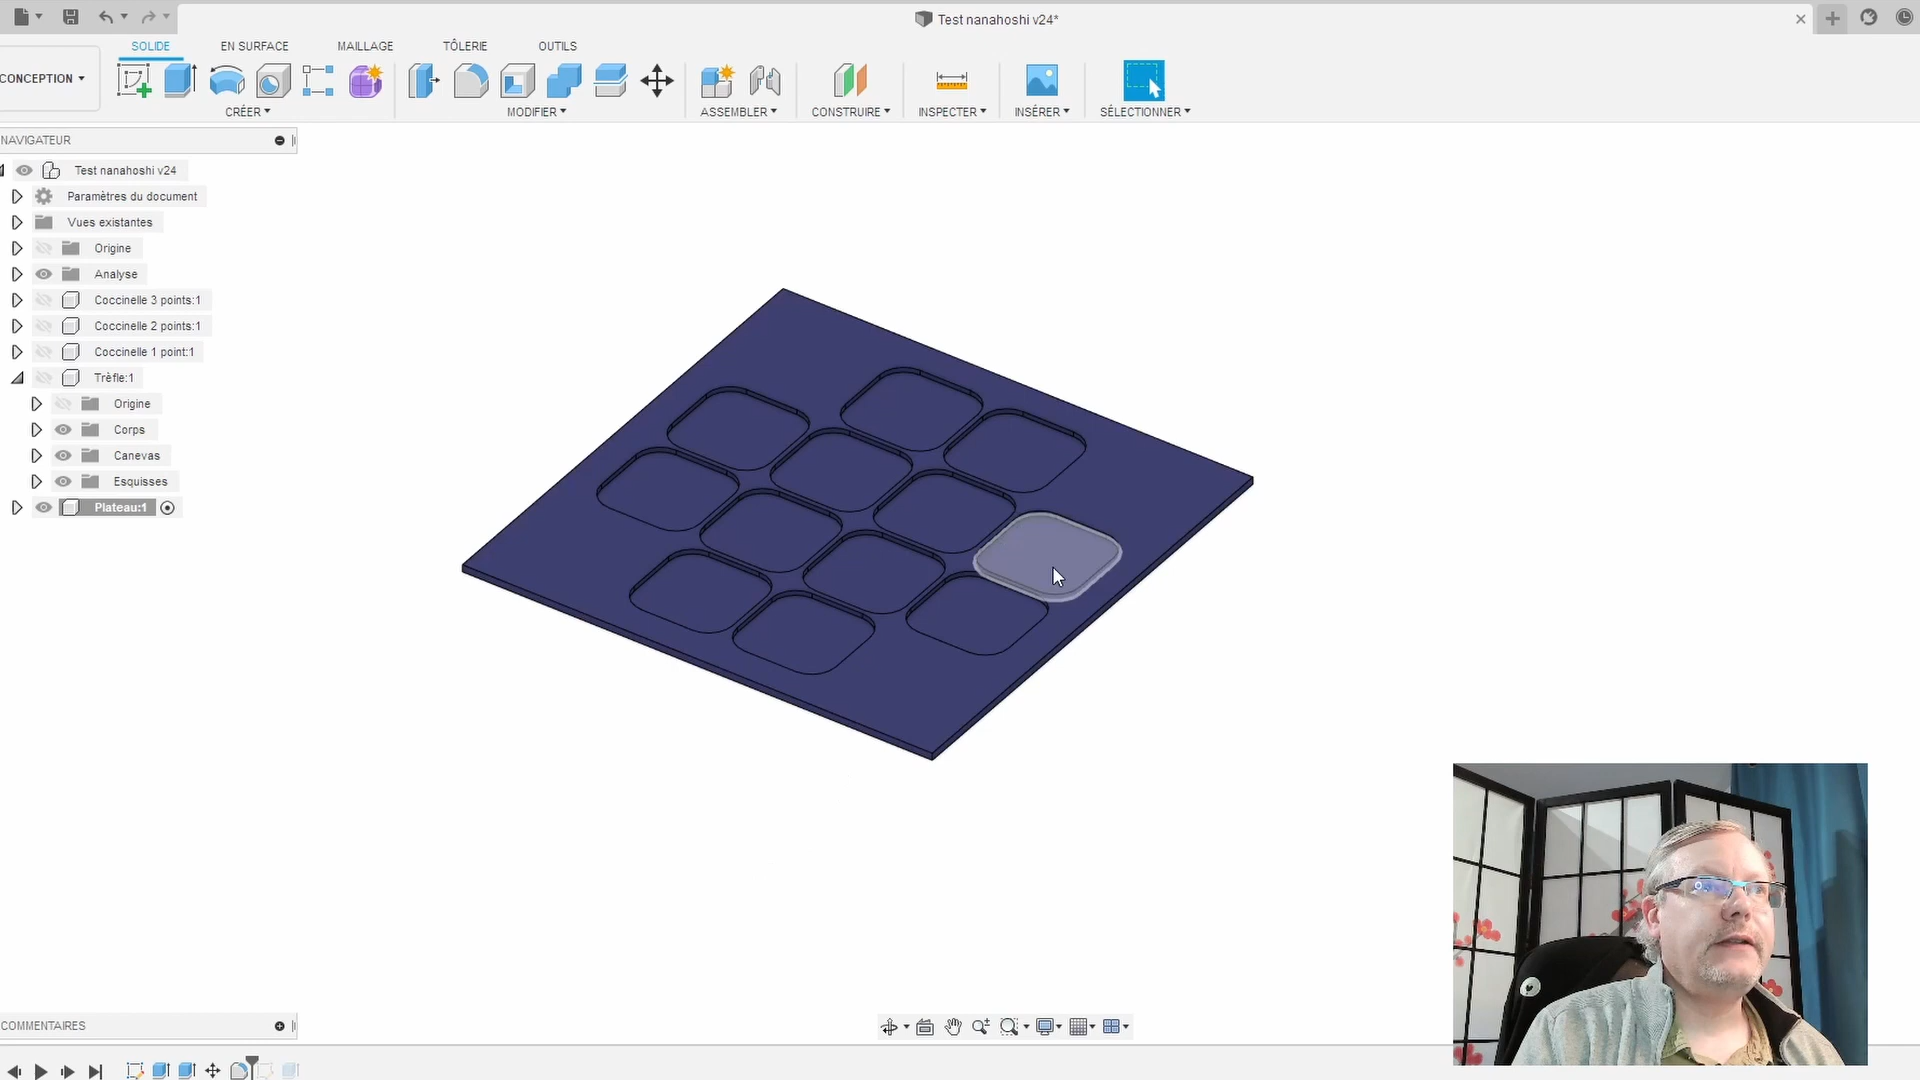 Test nanahoshi v24*
SOLIDE EN SURFACE MAILLAGE TÔLERIE OUTILS
CONCEPTION
CRÉER MODIFIER ASSEMBLER CONSTRUIRE INSPECTER INSÉRER SÉLECTIONNER
NAVIGATEUR
Test nanahoshi v24
Paramètres du document
Vues existantes
Origine
Analyse
Coccinelle 3 points:1
Coccinelle 2 points:1
Coccinelle 1 point:1
Trèfle:1
Origine
Corps
Canevas
Esquisses
Plateau:1
COMMENTAIRES